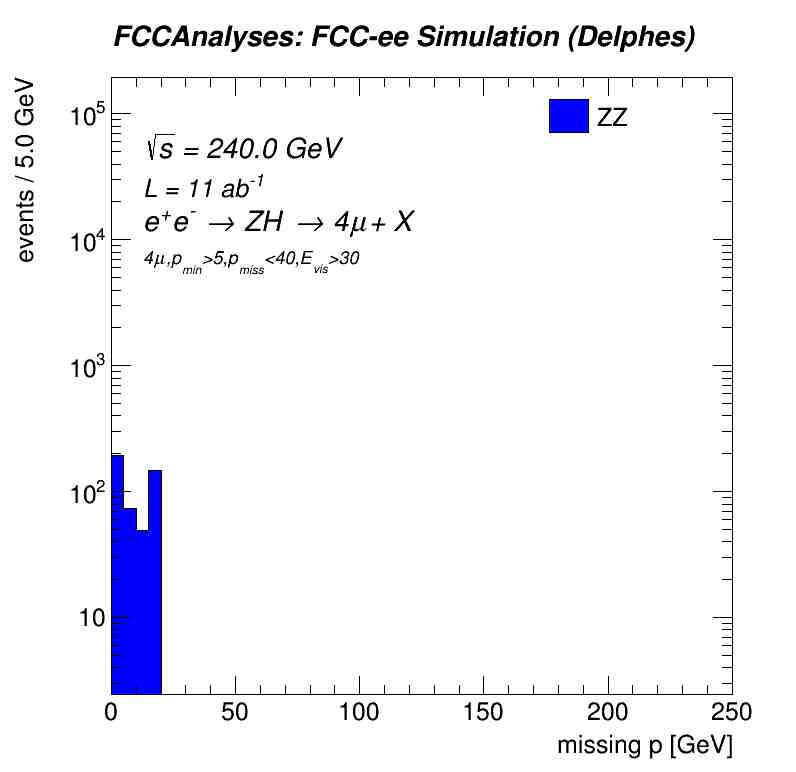 FCCAnalyses: FCC-ee Simulation (Delphes)
events / 5.0 GeV
10⁵
10⁴
10³
10²
10
ZZ
√s = 240.0 GeV
L = 11 ab⁻¹
e⁺e⁻ → ZH → 4μ + X
4μ,p_min>5,p_miss<40,E_vis>30
0 50 100 150 200 250
missing p [GeV]